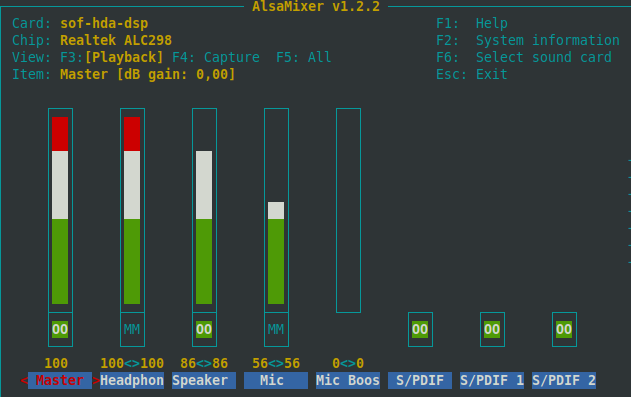 AlsaMixer v1.2.2
Card: sof-hda-dsp F1: Help
Chip: Realtek ALC298 F2: System information
View: F3:[Playback] F4: Capture F5: All F6: Select sound card
Item: Master [dB gain: 0,00] Esc: Exit
OO MM OO MM OO OO OO
100 100<>100 86<>86 56<>56 0<>0
< Master > Headphon Speaker Mic Mic Boos S/PDIF S/PDIF 1 S/PDIF 2